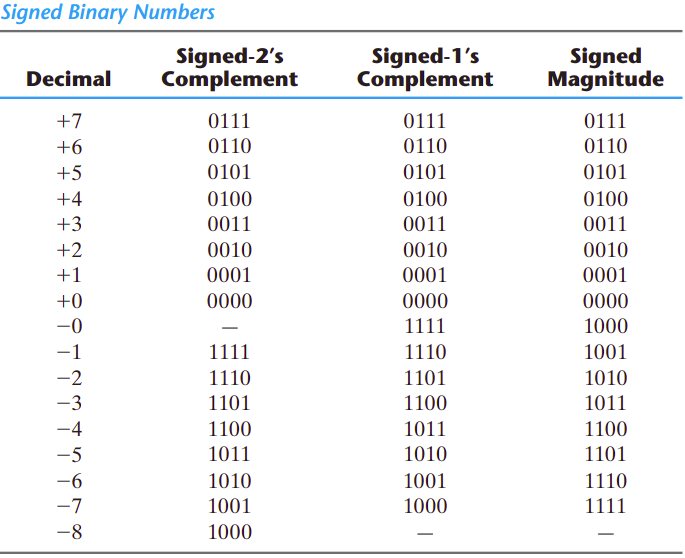 Signed Binary Numbers
Decimal Signed-2's Complement Signed-1's Complement Signed Magnitude
+7 0111 0111 0111
+6 0110 0110 0110
+5 0101 0101 0101
+4 0100 0100 0100
+3 0011 0011 0011
+2 0010 0010 0010
+1 0001 0001 0001
+0 0000 0000 0000
−0 — 1111 1000
−1 1111 1110 1001
−2 1110 1101 1010
−3 1101 1100 1011
−4 1100 1011 1100
−5 1011 1010 1101
−6 1010 1001 1110
−7 1001 1000 1111
−8 1000 — —